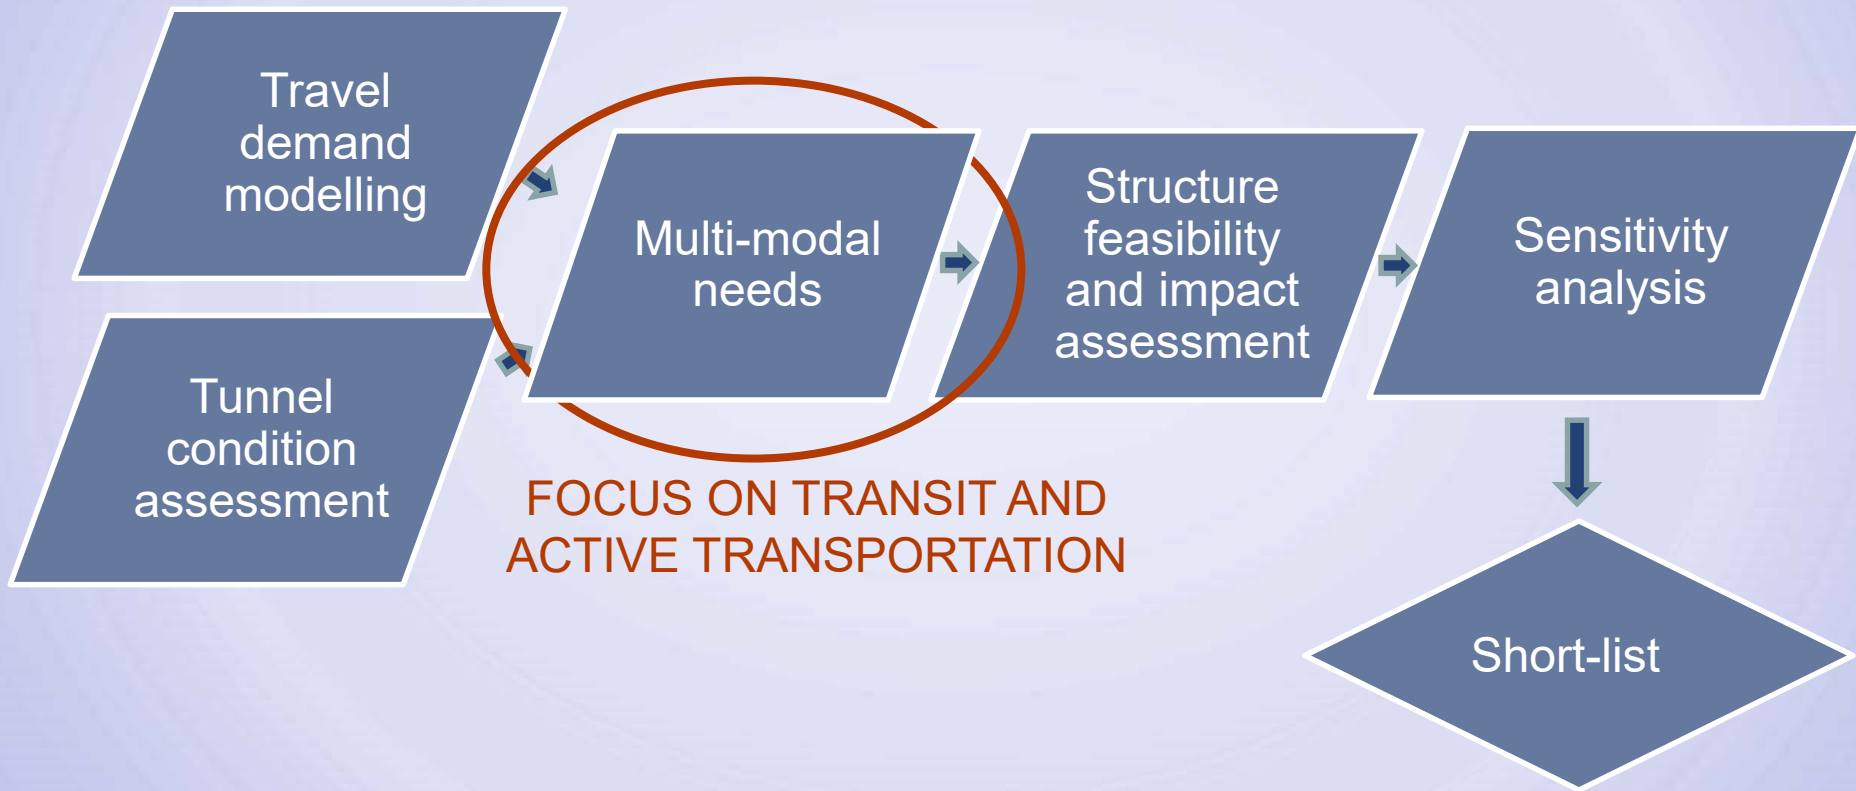 Travel
demand
modelling
Tunnel
condition
assessment
Multi-modal
needs
Structure
feasibility
and impact
assessment
Sensitivity
analysis
FOCUS ON TRANSIT AND
ACTIVE TRANSPORTATION
Short-list